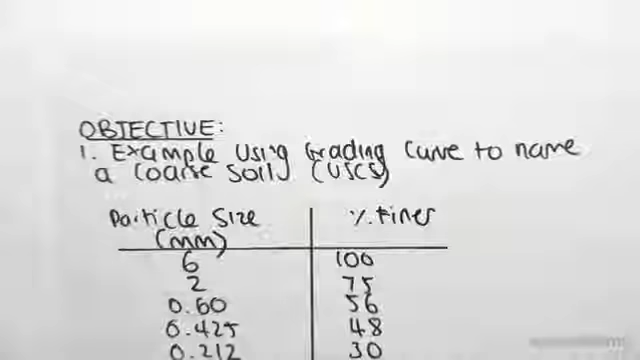 OBJECTIVE:
1. Example Using Grading Curve to name
a Coarse Soil (USCS)
Particle Size % Finer
(mm)
6 100
2 75
0.60 56
0.425 48
0.212 30